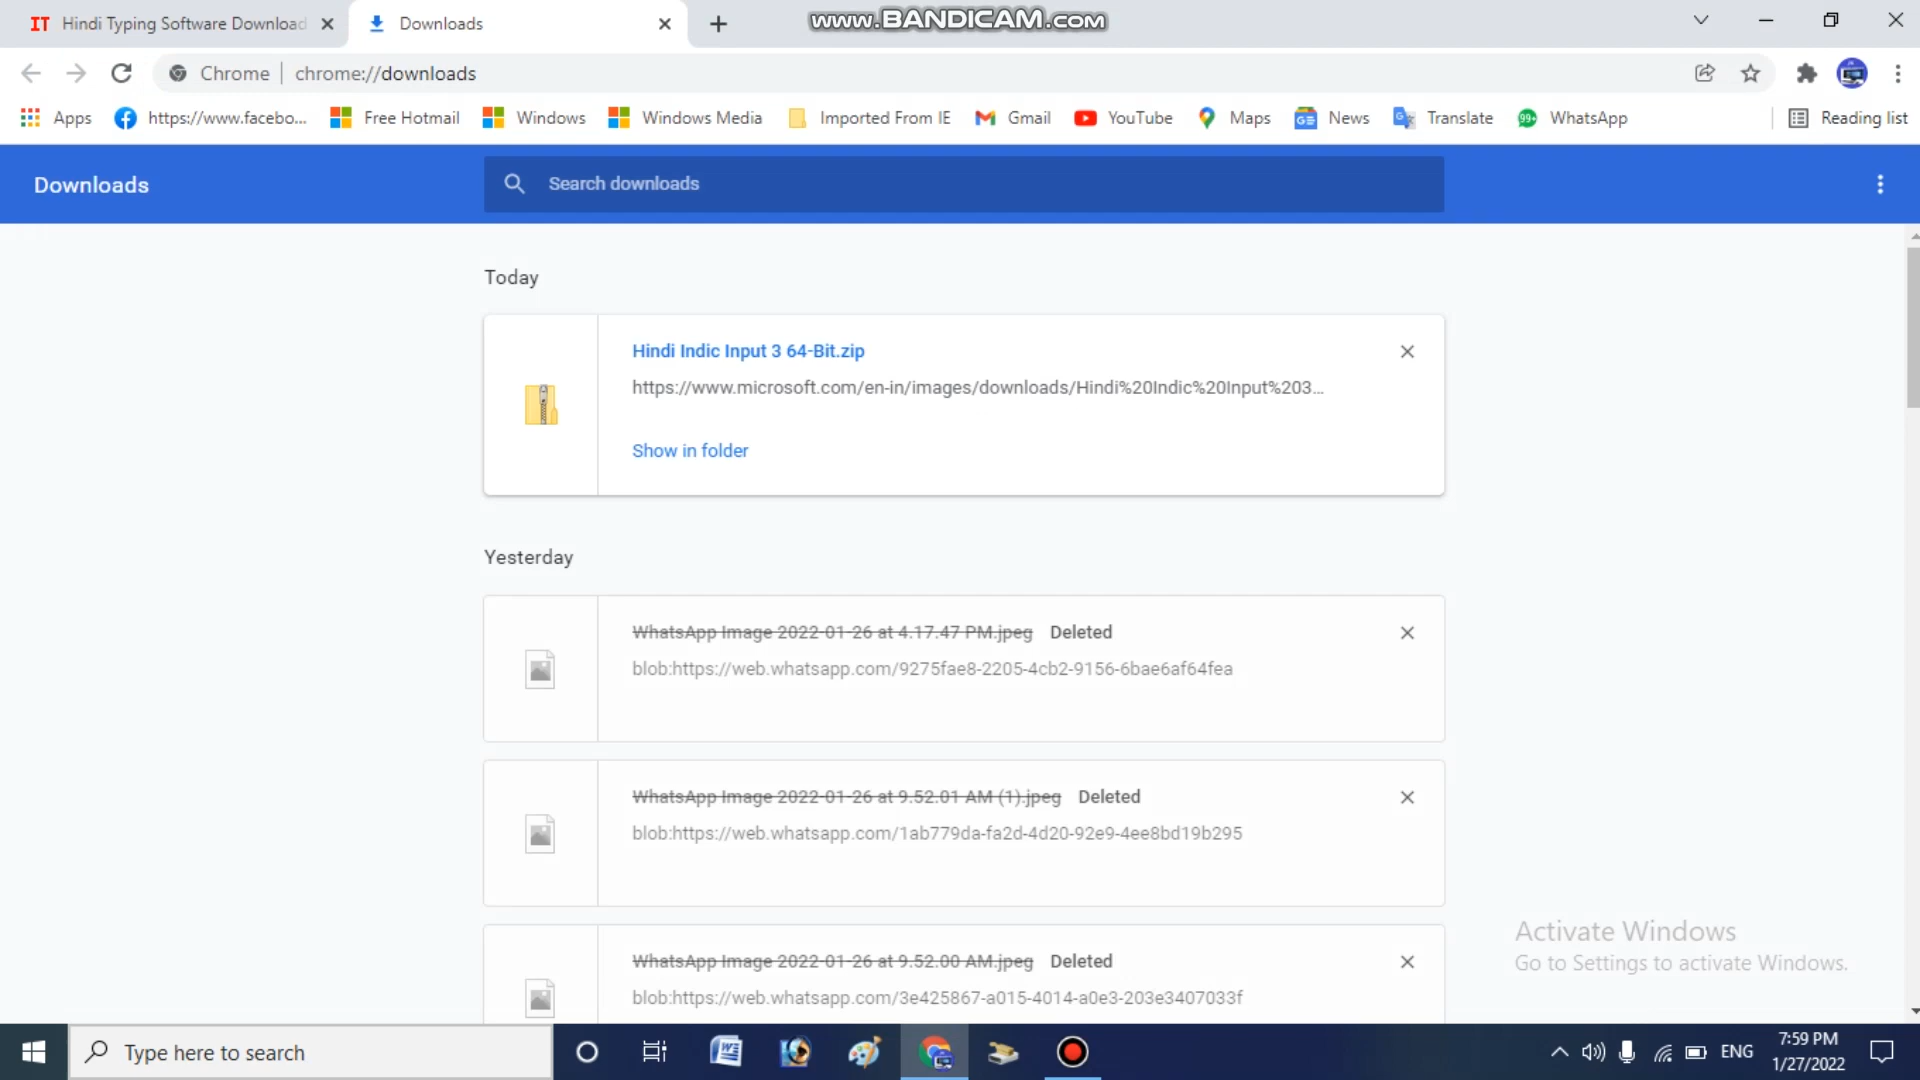 www.BANDICAM.com
IT Hindi Typing Software Download
Downloads
Chrome chrome://downloads
Apps https://www.facebo... Free Hotmail Windows Windows Media Imported From IE Gmail YouTube Maps News Translate 99+ WhatsApp Reading list
Downloads
Search downloads
Today
Hindi Indic Input 3 64-Bit.zip
https://www.microsoft.com/en-in/images/downloads/Hindi%20Indic%20Input%203...
Show in folder
Yesterday
WhatsApp Image 2022-01-26 at 4.17.47 PM.jpeg Deleted
blob:https://web.whatsapp.com/9275fae8-2205-4cb2-9156-6bae6af64fea
WhatsApp Image 2022-01-26 at 9.52.01 AM (1).jpeg Deleted
blob:https://web.whatsapp.com/1ab779da-fa2d-4d20-92e9-4ee8bd19b295
WhatsApp Image 2022-01-26 at 9.52.00 AM.jpeg Deleted
blob:https://web.whatsapp.com/3e425867-a015-4014-a0e3-203e3407033f
Activate Windows
Go to Settings to activate Windows.
Type here to search
ENG
7:59 PM
1/27/2022